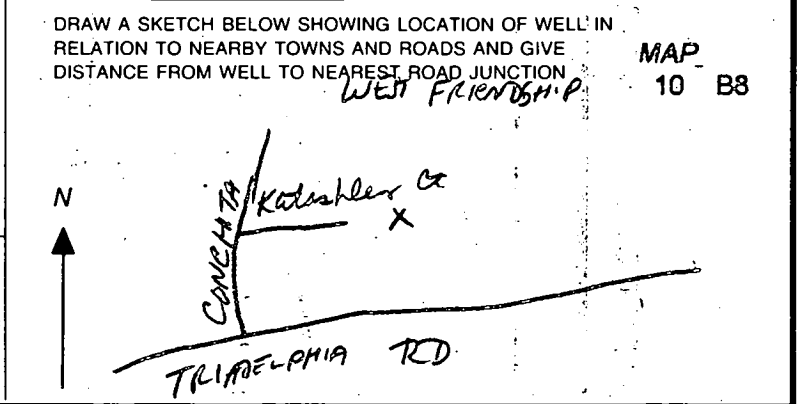 DRAW A SKETCH BELOW SHOWING LOCATION OF WELL IN
RELATION TO NEARBY TOWNS AND ROADS AND GIVE
DISTANCE FROM WELL TO NEAREST ROAD JUNCTION
MAP
10 B8
WEST FRIENDSHIP
N
CONCHITA
Katashley Ct
X
TRIADELPHIA RD